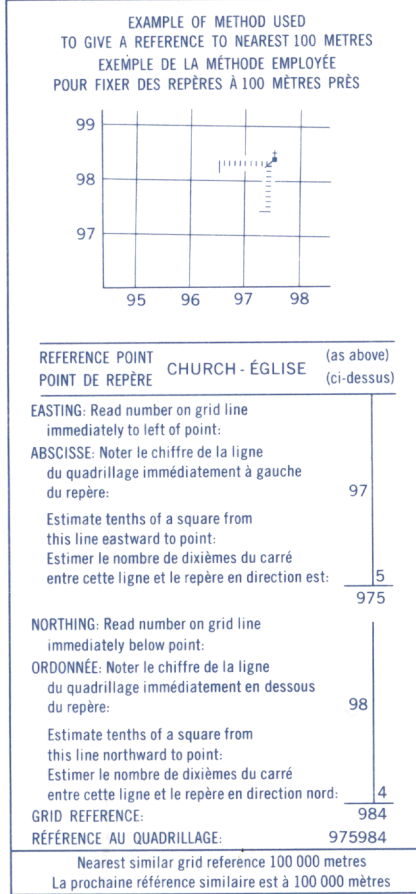 EXAMPLE OF METHOD USED
TO GIVE A REFERENCE TO NEAREST 100 METRES
EXEMPLE DE LA MÉTHODE EMPLOYÉE
POUR FIXER DES REPÈRES À 100 MÈTRES PRÈS
99
98
97
95 96 97 98
REFERENCE POINT
POINT DE REPÈRE
CHURCH - ÉGLISE
(as above)
(ci-dessus)
EASTING: Read number on grid line
immediately to left of point:
ABSCISSE: Noter le chiffre de la ligne
du quadrillage immédiatement à gauche
du repère: 97
Estimate tenths of a square from
this line eastward to point:
Estimer le nombre de dixièmes du carré
entre cette ligne et le repère en direction est: 5
975
NORTHING: Read number on grid line
immediately below point:
ORDONNÉE: Noter le chiffre de la ligne
du quadrillage immédiatement en dessous
du repère: 98
Estimate tenths of a square from
this line northward to point:
Estimer le nombre de dixièmes du carré
entre cette ligne et le repère en direction nord: 4
GRID REFERENCE: 984
RÉFÉRENCE AU QUADRILLAGE: 975984
Nearest similar grid reference 100 000 metres
La prochaine référence similaire est à 100 000 mètres